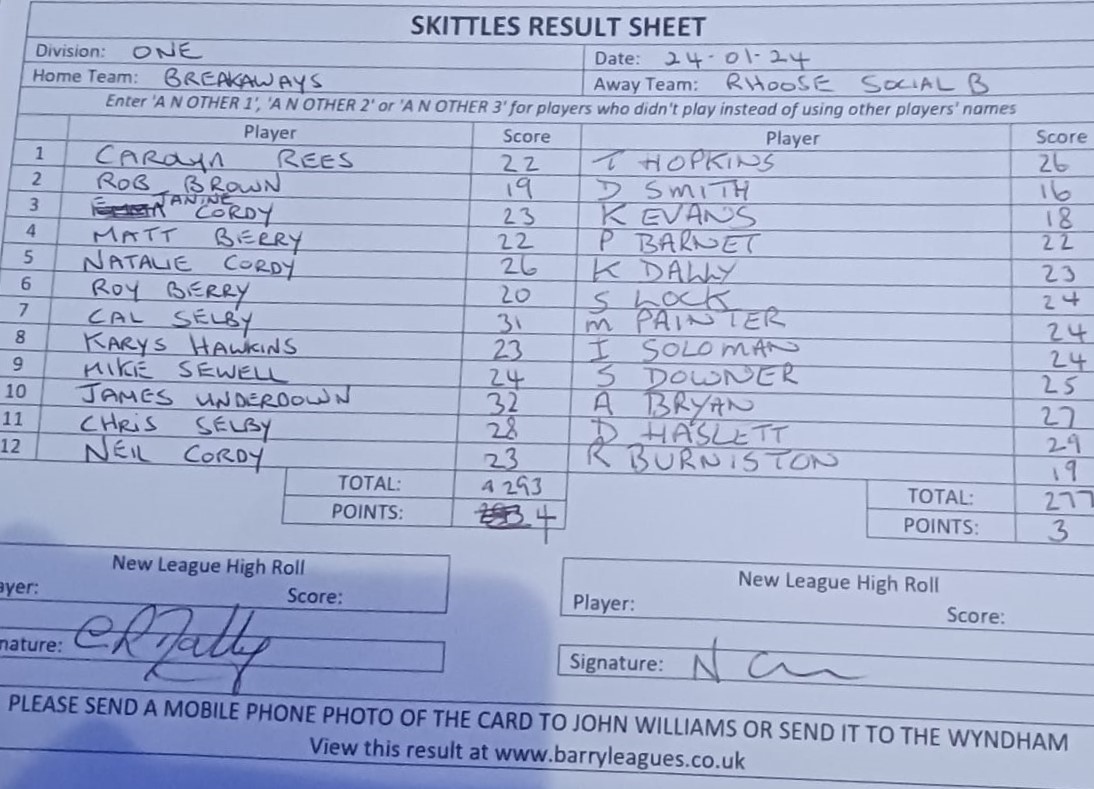 SKITTLES RESULT SHEET
Division: ONE Date: 24-01-24
Home Team: BREAKAWAYS Away Team: RHOOSE SOCIAL B
Enter 'A N OTHER 1', 'A N OTHER 2' or 'A N OTHER 3' for players who didn't play instead of using other players' names
Player Score Player Score
1 CAROLYN REES 22 T HOPKINS 26
2 ROB BROWN 19 D SMITH 16
3 JANINE CORDY 23 K EVANS 18
4 MATT BERRY 22 P BARNET 22
5 NATALIE CORDY 26 K DALLY 23
6 ROY BERRY 20 S LOCK 24
7 CAL SELBY 31 M PAINTER 24
8 KARYS HAWKINS 23 I SOLOMAN 24
9 MIKE SEWELL 24 S DOWNER 25
10 JAMES UNDERDOWN 32 A BRYAN 27
11 CHRIS SELBY 28 D HASLETT 29
12 NEIL CORDY 23 R BURNISTON 19
TOTAL: 293 TOTAL: 277
POINTS: 4 POINTS: 3
New League High Roll New League High Roll
ayer: Score: Player: Score:
nature: Signature:
PLEASE SEND A MOBILE PHONE PHOTO OF THE CARD TO JOHN WILLIAMS OR SEND IT TO THE WYNDHAM
View this result at www.barryleagues.co.uk